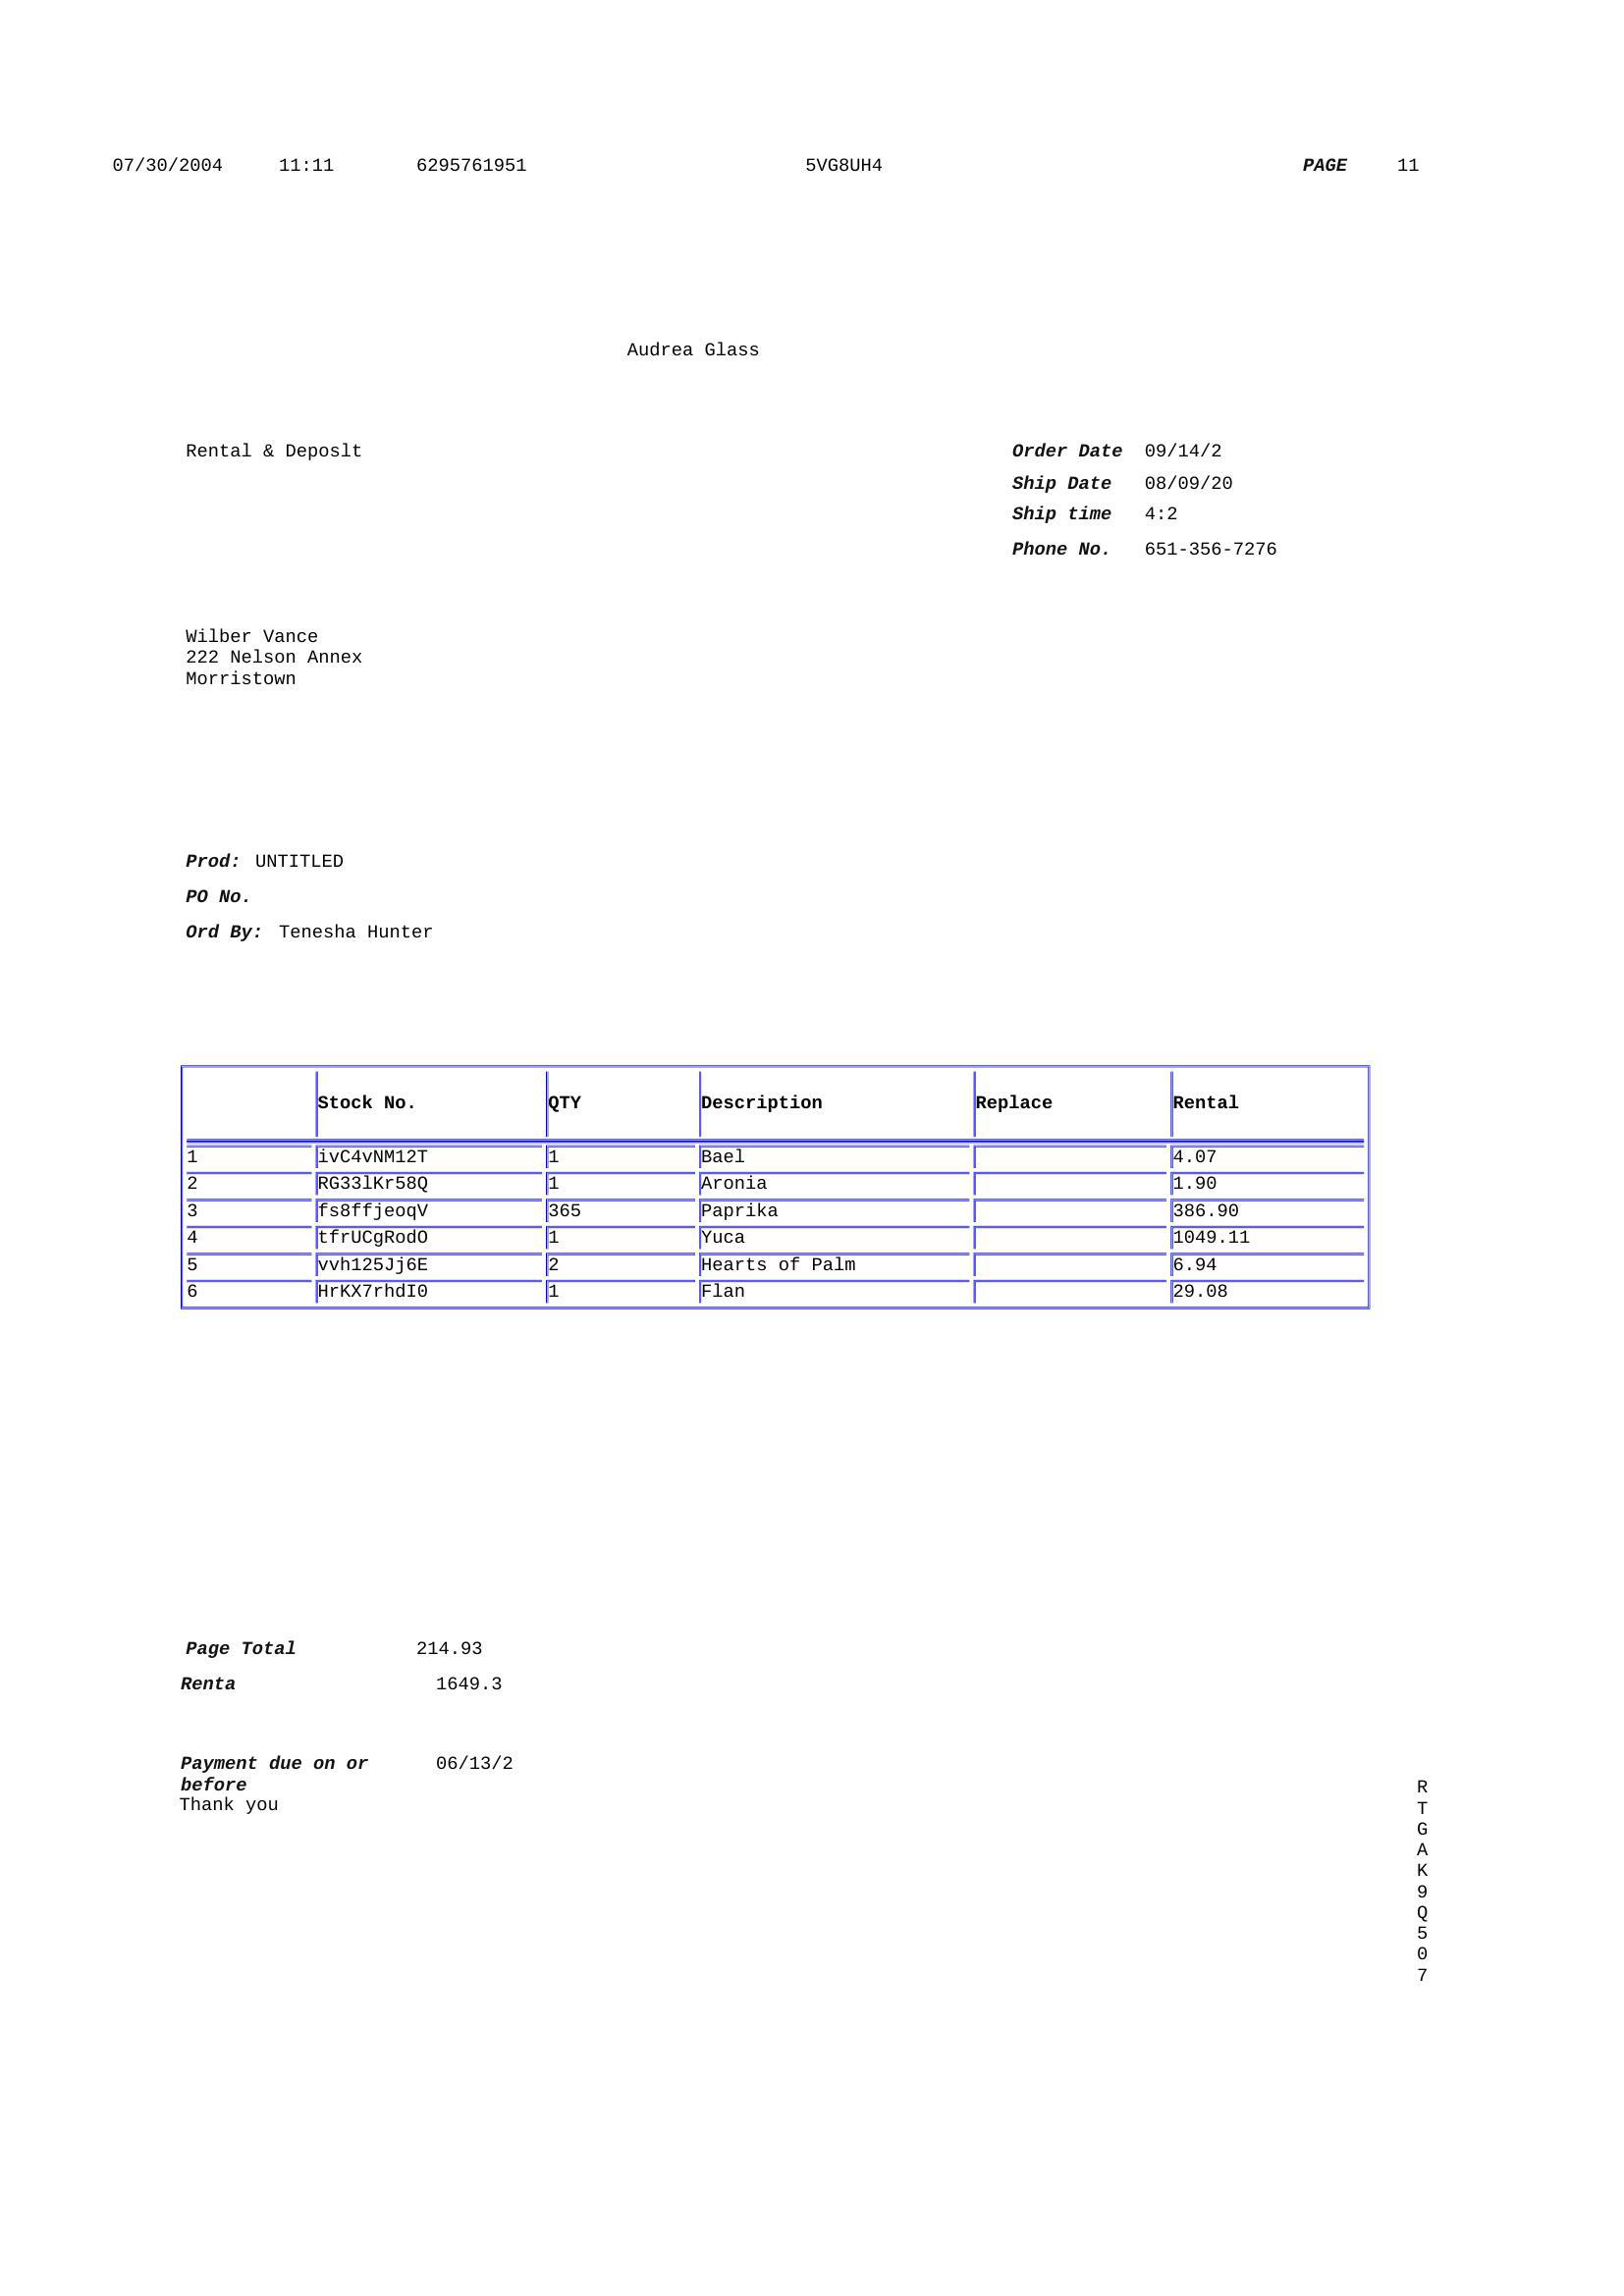 07/30/2004 11:11 6295761951 5VG8UH4 PAGE 11
Audrea Glass
Rental & Deposlt
Order Date 09/14/2
Ship Date 08/09/20
Ship time 4:2
Phone No. 651-356-7276
Wilber Vance
222 Nelson Annex
Morristown
Prod: UNTITLED
PO No.
Ord By: Tenesha Hunter
Stock No. QTY Description Replace Rental
1 ivC4vNM12T 1 Bael 4.07
2 RG33lKr58Q 1 Aronia 1.90
3 fs8ffjeoqV 365 Paprika 386.90
4 tfrUCgRodO 1 Yuca 1049.11
5 vvh125Jj6E 2 Hearts of Palm 6.94
6 HrKX7rhdI0 1 Flan 29.08
Page Total 214.93
Renta 1649.3
Payment due on or 06/13/2
before
Thank you
R
T
G
A
K
9
Q
5
0
7